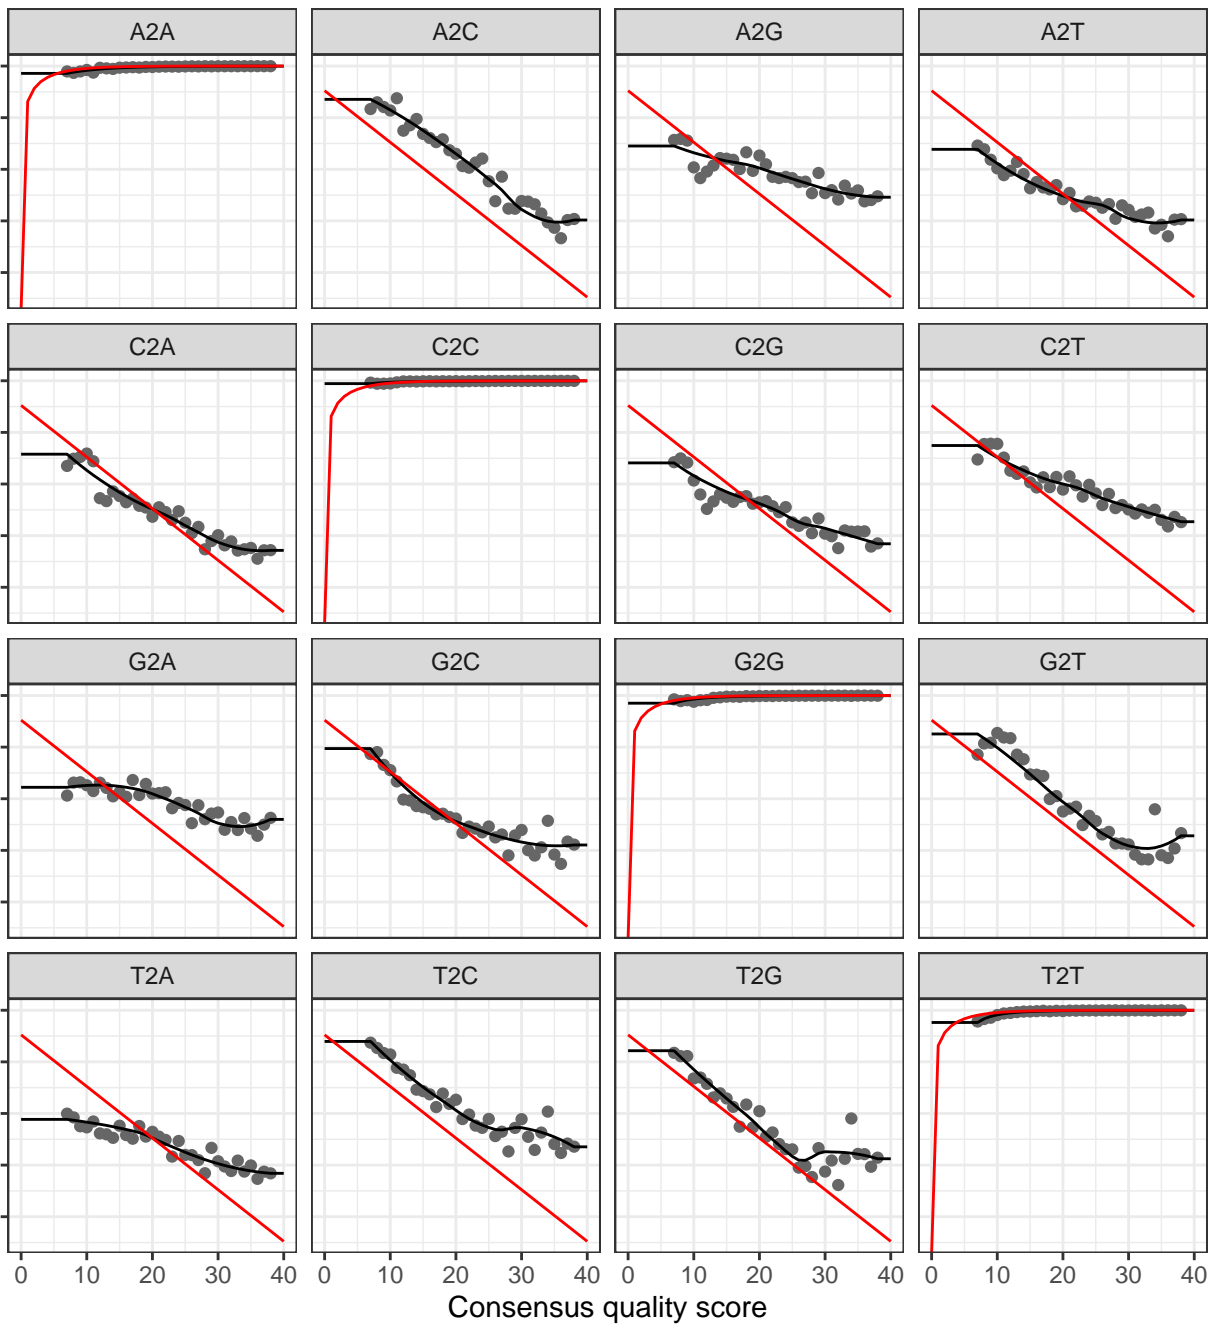 A2A A2C A2G A2T
C2A C2C C2G C2T
G2A G2C G2G G2T
T2A T2C T2G T2T
0 10 20 30 40 0 10 20 30 40 0 10 20 30 40 0 10 20 30 40
Consensus quality score